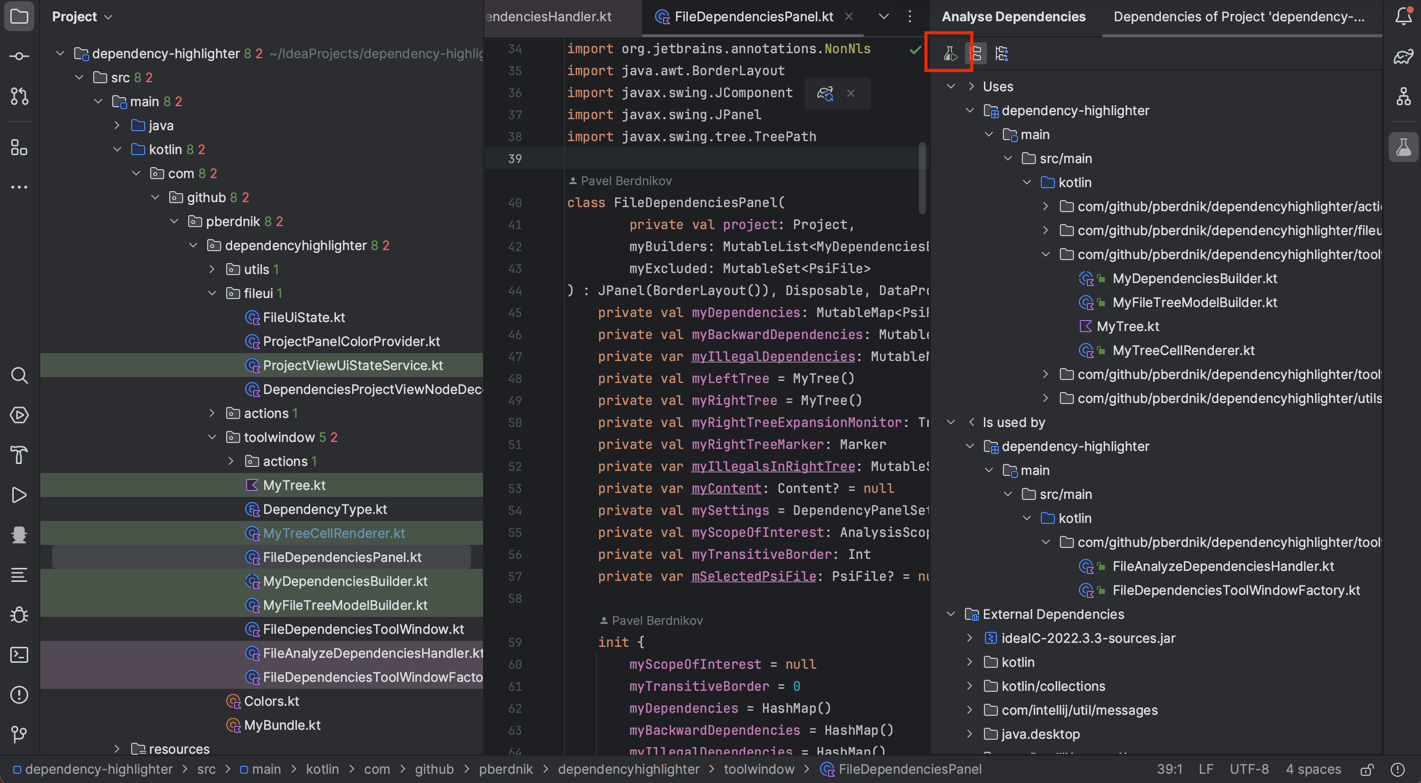 Project
dependency-highlighter 8 2 ~/IdeaProjects/dependency-highlig
src 8 2
main 8 2
java
kotlin 8 2
com 8 2
github 8 2
pberdnik 8 2
dependencyhighlighter 8 2
utils 1
fileui 1
FileUiState.kt
ProjectPanelColorProvider.kt
ProjectViewUiStateService.kt
DependenciesProjectViewNodeDec
actions 1
toolwindow 5 2
actions 1
MyTree.kt
DependencyType.kt
MyTreeCellRenderer.kt
FileDependenciesPanel.kt
MyDependenciesBuilder.kt
MyFileTreeModelBuilder.kt
FileDependenciesToolWindow.kt
FileAnalyzeDependenciesHandler.kt
FileDependenciesToolWindowFacto
Colors.kt
MyBundle.kt
resources
endenciesHandler.kt
FileDependenciesPanel.kt
34 import org.jetbrains.annotations.NonNls
35 import java.awt.BorderLayout
36 import javax.swing.JComponent
37 import javax.swing.JPanel
38 import javax.swing.tree.TreePath
39
Pavel Berdnikov
40 class FileDependenciesPanel(
41 private val project: Project,
42 myBuilders: MutableList<MyDependenciesB
43 myExcluded: MutableSet<PsiFile>
44 ) : JPanel(BorderLayout()), Disposable, DataPro
45 private val myDependencies: MutableMap<PsiF
46 private val myBackwardDependencies: Mutabl
47 private var myIllegalDependencies: MutableM
48 private val myLeftTree = MyTree()
49 private val myRightTree = MyTree()
50 private val myRightTreeExpansionMonitor: Tr
51 private val myRightTreeMarker: Marker
52 private var myIllegalsInRightTree: MutableS
53 private var myContent: Content? = null
54 private val mySettings = DependencyPanelSet
55 private val myScopeOfInterest: AnalysisScop
56 private val myTransitiveBorder: Int
57 private var mSelectedPsiFile: PsiFile? = nu
58
Pavel Berdnikov
59 init {
60 myScopeOfInterest = null
61 myTransitiveBorder = 0
62 myDependencies = HashMap()
63 myBackwardDependencies = HashMap()
64 myIllegalDependencies = HashMap()
Analyse Dependencies
Dependencies of Project 'dependency-...
Uses
dependency-highlighter
main
src/main
kotlin
com/github/pberdnik/dependencyhighlighter/actio
com/github/pberdnik/dependencyhighlighter/fileu
com/github/pberdnik/dependencyhighlighter/tool
MyDependenciesBuilder.kt
MyFileTreeModelBuilder.kt
MyTree.kt
MyTreeCellRenderer.kt
com/github/pberdnik/dependencyhighlighter/tool
com/github/pberdnik/dependencyhighlighter/utils
Is used by
dependency-highlighter
main
src/main
kotlin
com/github/pberdnik/dependencyhighlighter/tool
FileAnalyzeDependenciesHandler.kt
FileDependenciesToolWindowFactory.kt
External Dependencies
ideaIC-2022.3.3-sources.jar
kotlin
kotlin/collections
com/intellij/util/messages
java.desktop
dependency-highlighter > src > main > kotlin > com > github > pberdnik > dependencyhighlighter > toolwindow > FileDependenciesPanel
39:1 LF UTF-8 4 spaces